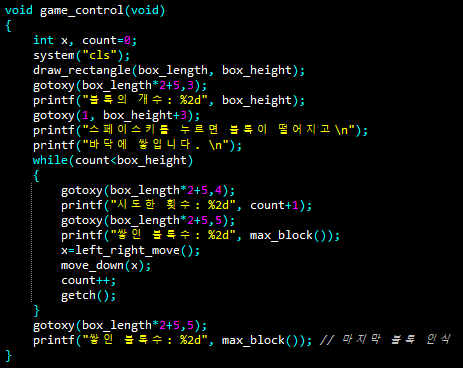 void game_control(void)
{
    int x, count=0;
    system("cls");
    draw_rectangle(box_length, box_height);
    gotoxy(box_length*2+5,3);
    printf("블록의 개수: %2d", box_height);
    gotoxy(1, box_height+3);
    printf("스페이스키를 누르면 블록이 떨어지고\n");
    printf("바닥에 쌓입니다. \n");
    while(count<box_height)
    {
        gotoxy(box_length*2+5,4);
        printf("시도한 횟수: %2d", count+1);
        gotoxy(box_length*2+5,5);
        printf("쌓인 블록수: %2d", max_block());
        x=left_right_move();
        move_down(x);
        count++;
        getch();
    }
    gotoxy(box_length*2+5,5);
    printf("쌓인 블록수: %2d", max_block()); // 마지막 블록 인식
}